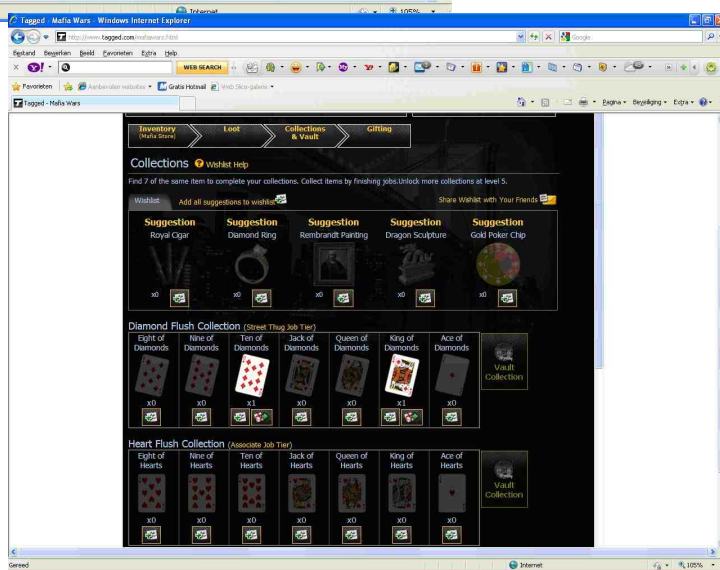 Internet
105%
Tagged - Mafia Wars - Windows Internet Explorer
http://www.tagged.com/mafiawars.html
Google
Bestand Bewerken Beeld Favorieten Extra Help
WEB SEARCH
Favorieten Aanbevolen websites Gratis Hotmail Web Slice-galerie
Tagged - Mafia Wars
Pagina Beveiliging Extra
Inventory Loot Collections Gifting
(Mafia Store) & Vault
Collections Wishlist Help
Find 7 of the same item to complete your collections. Collect items by finishing jobs.Unlock more collections at level 5.
Wishlist Add all suggestions to wishlist Share Wishlist with Your Friends
Suggestion Suggestion Suggestion Suggestion Suggestion
Royal Cigar Diamond Ring Rembrandt Painting Dragon Sculpture Gold Poker Chip
x0 x0 x0 x0 x0
Diamond Flush Collection (Street Thug Job Tier)
Eight of Nine of Ten of Jack of Queen of King of Ace of
Diamonds Diamonds Diamonds Diamonds Diamonds Diamonds Diamonds
Vault
Collection
x0 x0 x1 x0 x0 x1 x0
Heart Flush Collection (Associate Job Tier)
Eight of Nine of Ten of Jack of Queen of King of Ace of
Hearts Hearts Hearts Hearts Hearts Hearts Hearts
Vault
Collection
x0 x0 x0 x0 x0 x0 x0
Gereed Internet 105%